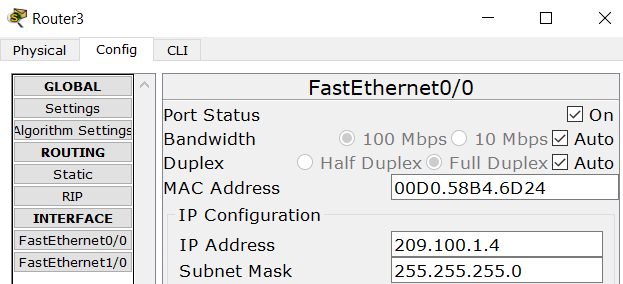 Router3
Physical Config CLI
GLOBAL
Settings
Algorithm Settings
ROUTING
Static
RIP
INTERFACE
FastEthernet0/0
FastEthernet1/0
FastEthernet0/0
Port Status On
Bandwidth 100 Mbps 10 Mbps Auto
Duplex Half Duplex Full Duplex Auto
MAC Address 00D0.58B4.6D24
IP Configuration
IP Address 209.100.1.4
Subnet Mask 255.255.255.0